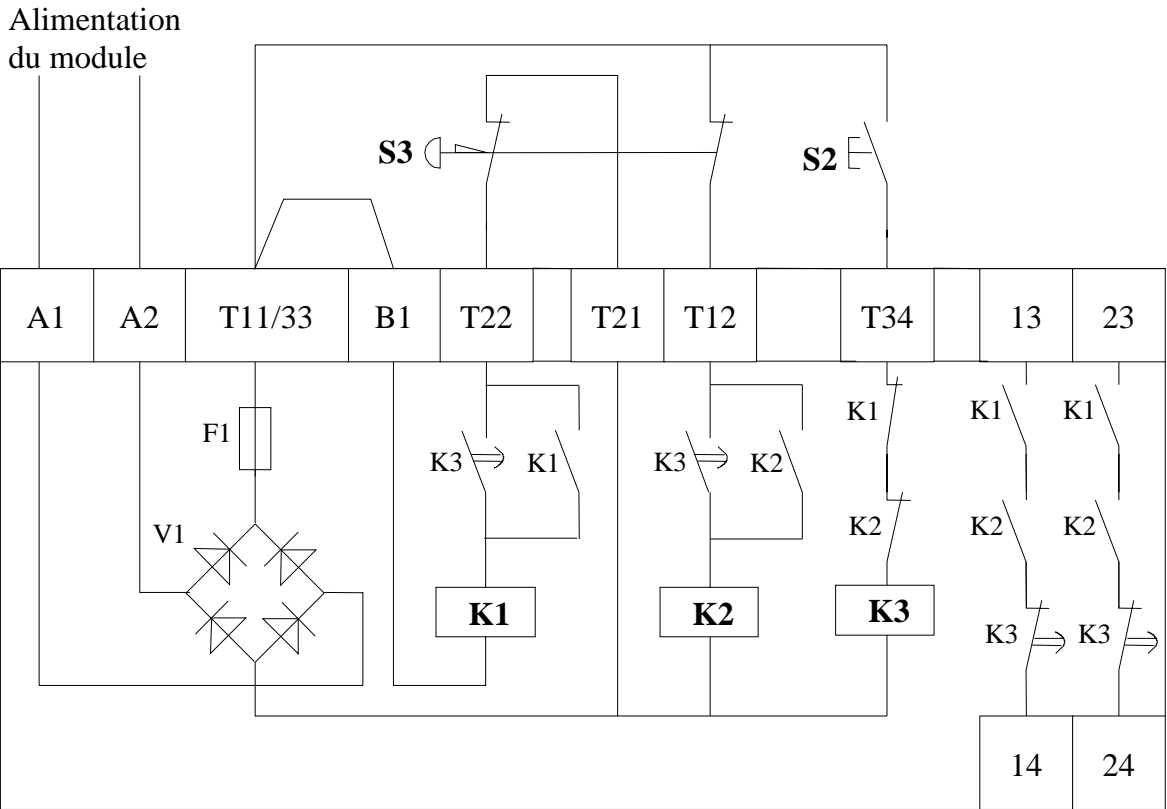 Alimentation
du module
S3
S2
A1 A2 T11/33 B1 T22 T21 T12 T34 13 23
F1
K3 K1
K3 K2
K1
K1
K1
V1
K2
K2
K2
K1
K2
K3
K3
K3
14 24